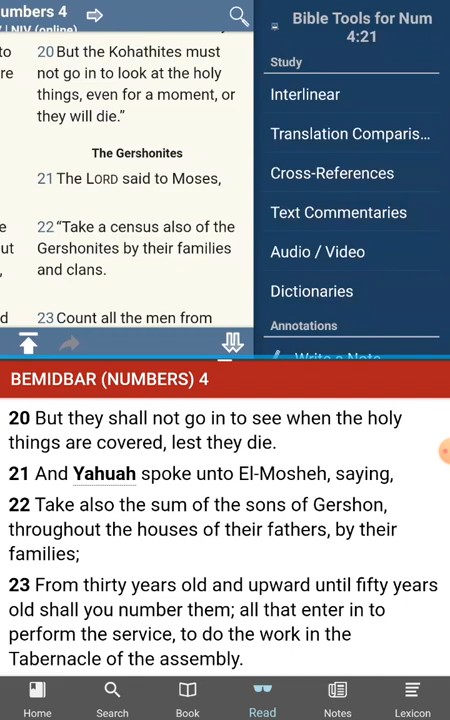 umbers 4
V | NIV (online)
to
re
20 But the Kohathites must
not go in to look at the holy
things, even for a moment, or
they will die.”
The Gershonites
21 The LORD said to Moses,
e
ut
,
22 “Take a census also of the
Gershonites by their families
and clans.
d
23 Count all the men from
Bible Tools for Num
4:21
Study
Interlinear
Translation Comparis...
Cross-References
Text Commentaries
Audio / Video
Dictionaries
Annotations
Write a Note
BEMIDBAR (NUMBERS) 4
20 But they shall not go in to see when the holy
things are covered, lest they die.
21 And Yahuah spoke unto El-Mosheh, saying,
22 Take also the sum of the sons of Gershon,
throughout the houses of their fathers, by their
families;
23 From thirty years old and upward until fifty years
old shall you number them; all that enter in to
perform the service, to do the work in the
Tabernacle of the assembly.
Home
Search
Book
Read
Notes
Lexicon